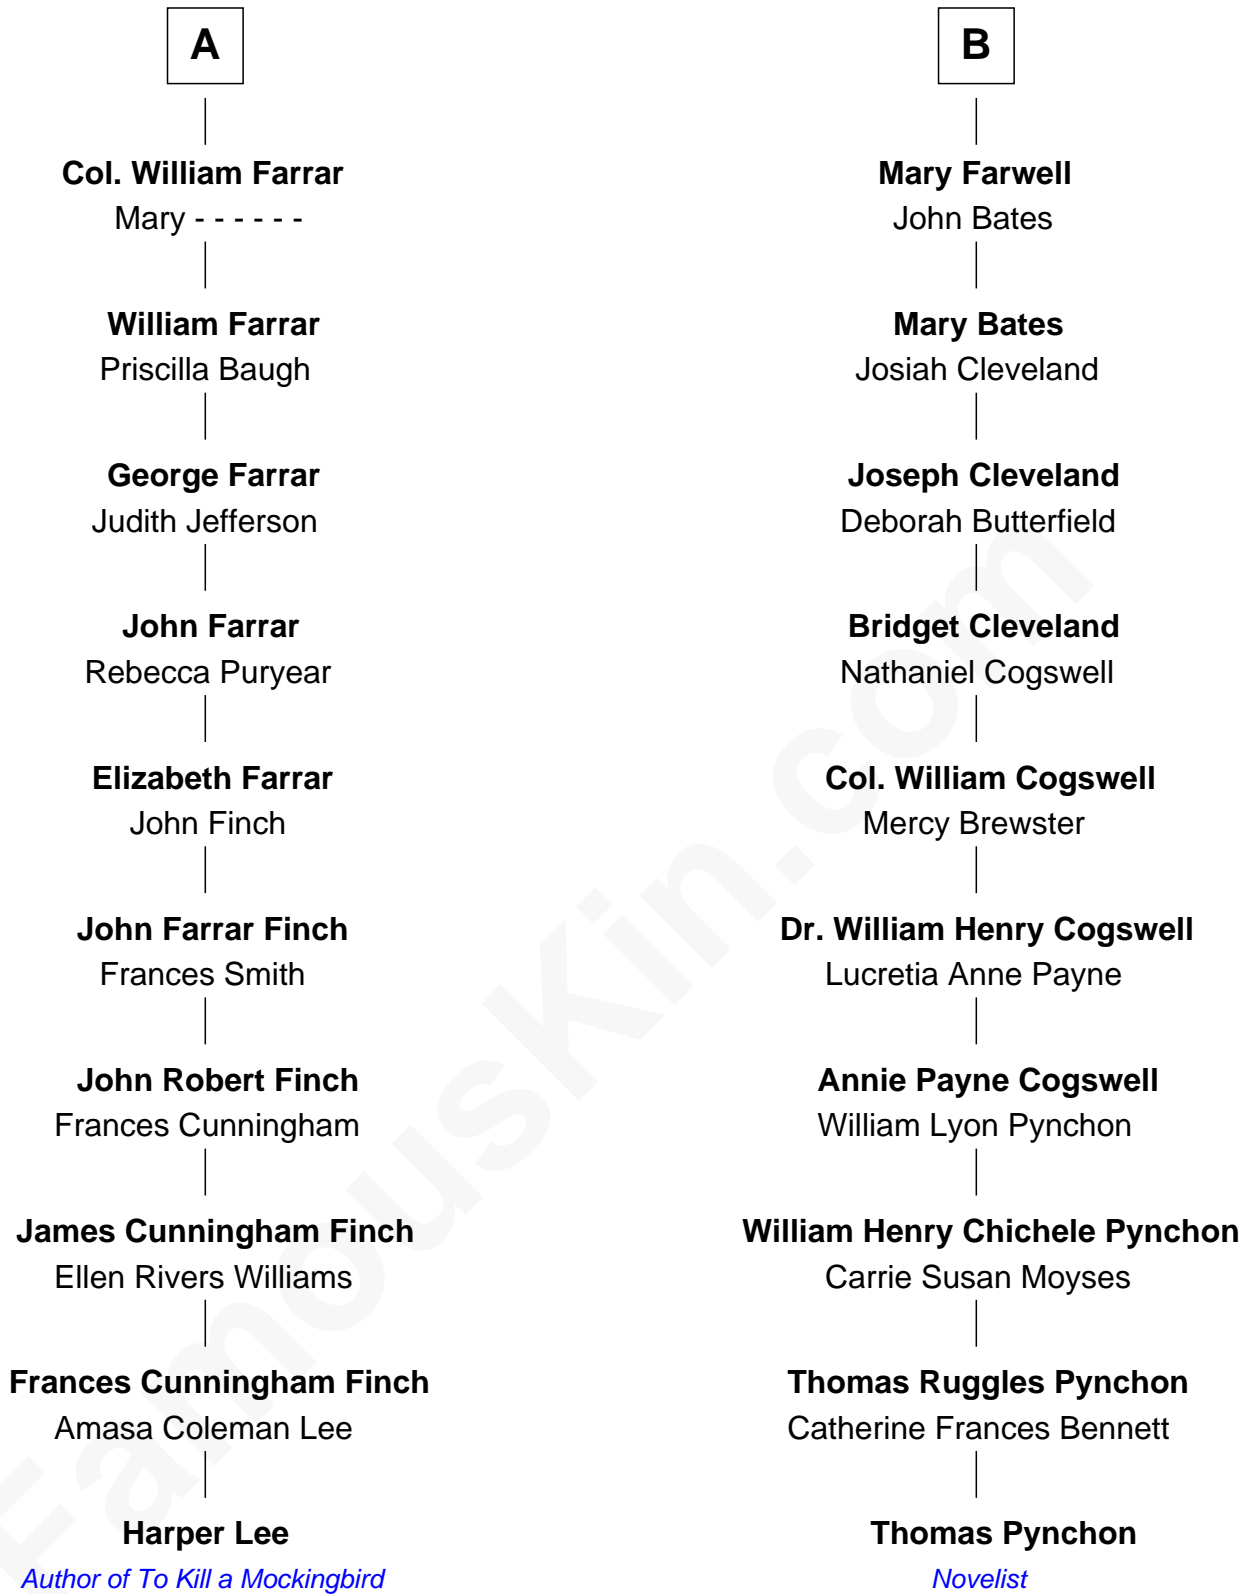 A
Col. William Farrar
Mary - - - - - -
William Farrar
Priscilla Baugh
George Farrar
Judith Jefferson
John Farrar
Rebecca Puryear
Elizabeth Farrar
John Finch
John Farrar Finch
Frances Smith
John Robert Finch
Frances Cunningham
James Cunningham Finch
Ellen Rivers Williams
Frances Cunningham Finch
Amasa Coleman Lee
Harper Lee
Author of To Kill a Mockingbird
B
Mary Farwell
John Bates
Mary Bates
Josiah Cleveland
Joseph Cleveland
Deborah Butterfield
Bridget Cleveland
Nathaniel Cogswell
Col. William Cogswell
Mercy Brewster
Dr. William Henry Cogswell
Lucretia Anne Payne
Annie Payne Cogswell
William Lyon Pynchon
William Henry Chichele Pynchon
Carrie Susan Moyses
Thomas Ruggles Pynchon
Catherine Frances Bennett
Thomas Pynchon
Novelist
FamousKin.com